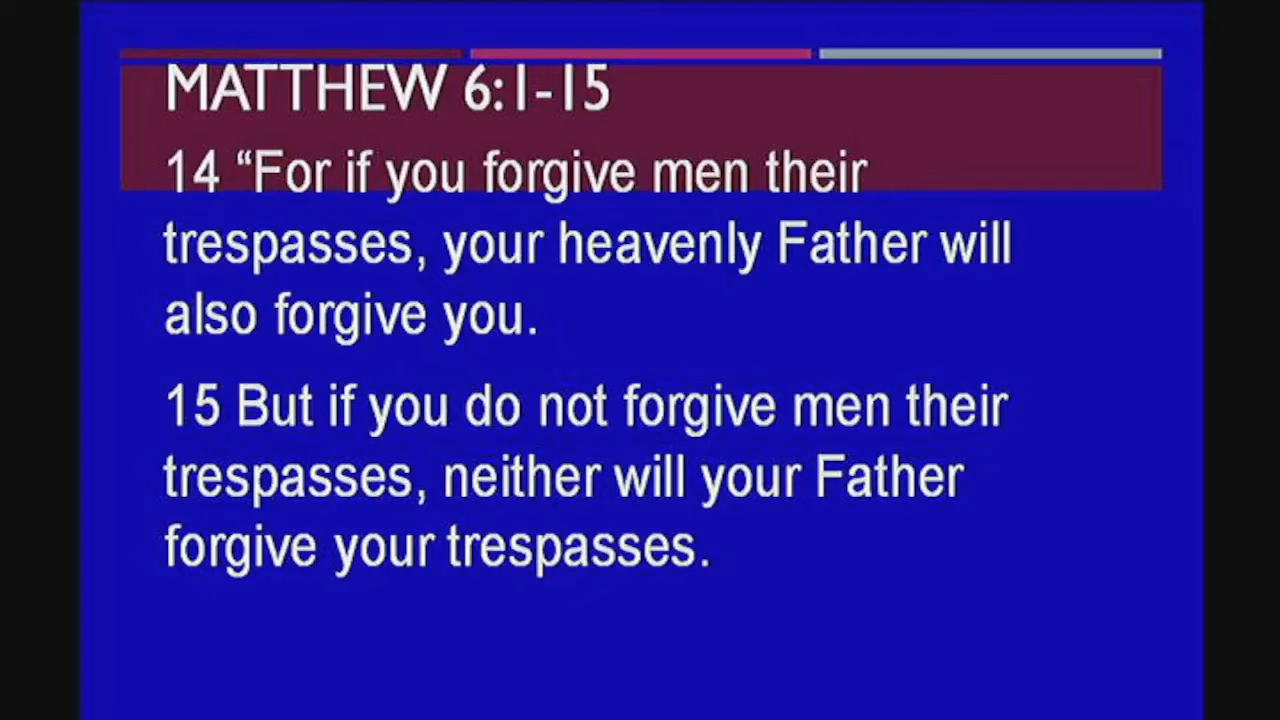 MATTHEW 6:1-15
14 “For if you forgive men their
trespasses, your heavenly Father will
also forgive you.
15 But if you do not forgive men their
trespasses, neither will your Father
forgive your trespasses.